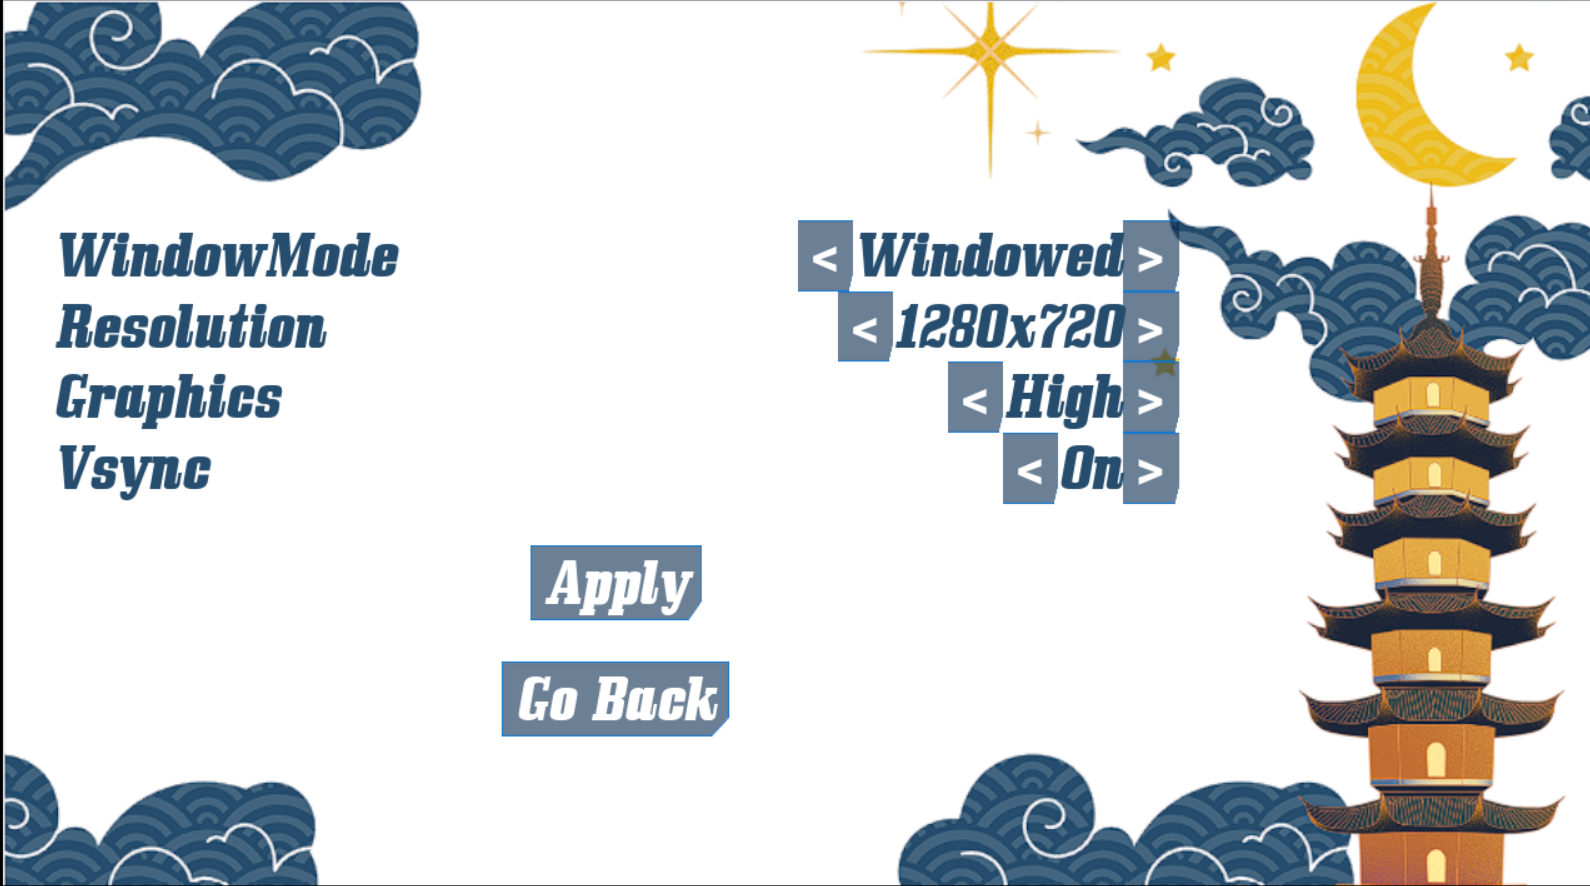 WindowMode < Windowed >
Resolution < 1280x720 >
Graphics < High >
Vsync < On >
Apply
Go Back